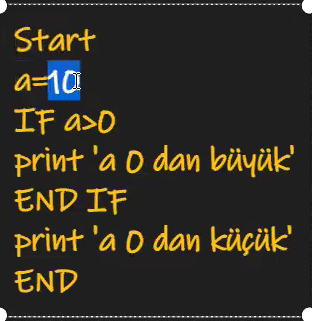 Start
a=10
IF a>0
print 'a 0 dan büyük'
END IF
print 'a 0 dan küçük'
END